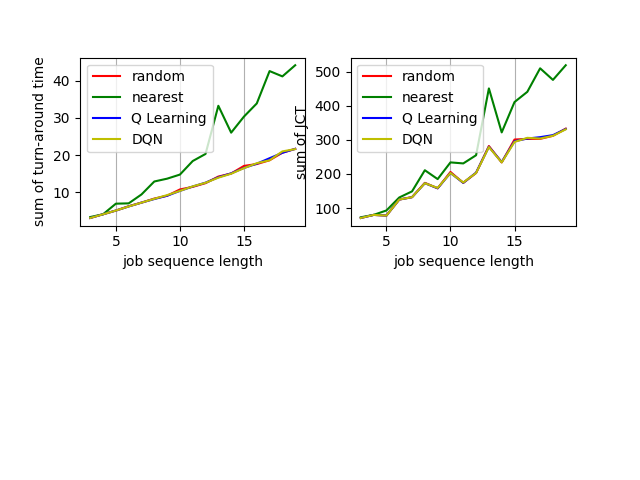 sum of turn-around time
40
30
20
10
random
nearest
Q Learning
DQN
5
10
15
job sequence length
sum of JCT
500
400
300
200
100
random
nearest
Q Learning
DQN
5
10
15
job sequence length